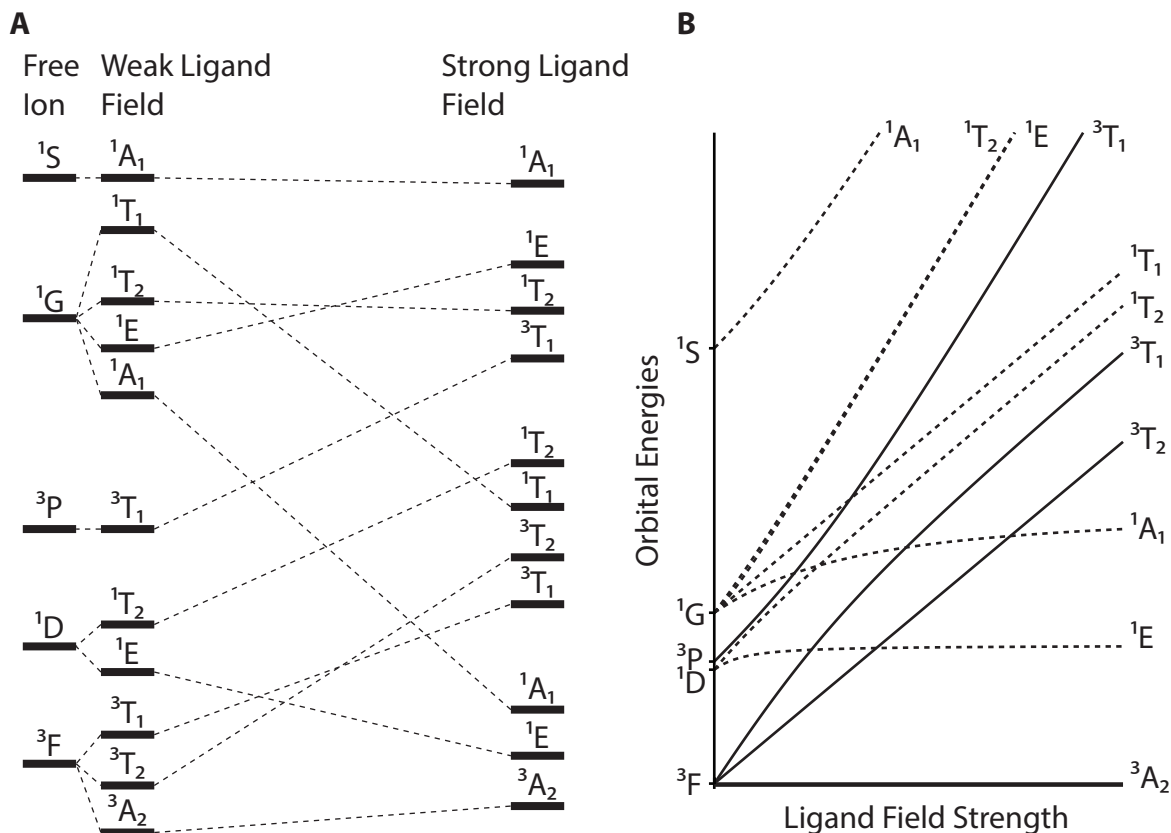 A
Free Weak Ligand Strong Ligand
Ion Field Field
¹S ¹A₁ ¹A₁
¹T₁
¹E
¹G ¹T₂ ¹T₂
¹E ³T₁
¹A₁
¹T₂
³P ³T₁ ¹T₁
³T₂
¹D ¹T₂ ³T₁
¹E
³T₁ ¹A₁
³F ³T₂ ¹E
³A₂ ³A₂
B
¹A₁ ¹T₂ ¹E ³T₁
¹T₁
¹T₂
¹S ³T₁
³T₂
¹A₁
¹G
³P ¹E
¹D
³F ³A₂
Orbital Energies
Ligand Field Strength